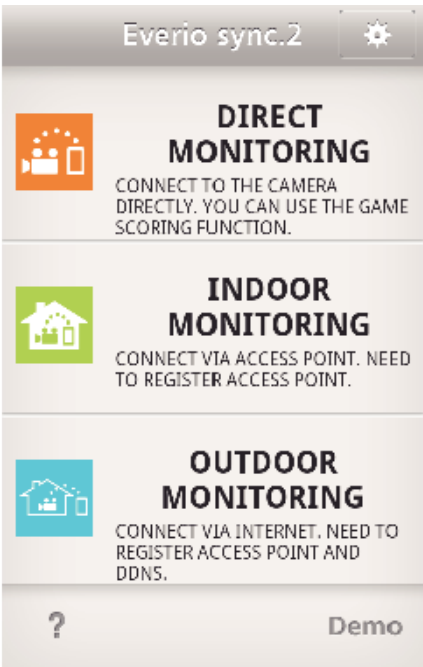 Everio sync.2
DIRECT
MONITORING
CONNECT TO THE CAMERA
DIRECTLY. YOU CAN USE THE GAME
SCORING FUNCTION.
INDOOR
MONITORING
CONNECT VIA ACCESS POINT. NEED
TO REGISTER ACCESS POINT.
OUTDOOR
MONITORING
CONNECT VIA INTERNET. NEED TO
REGISTER ACCESS POINT AND
DDNS.
? Demo